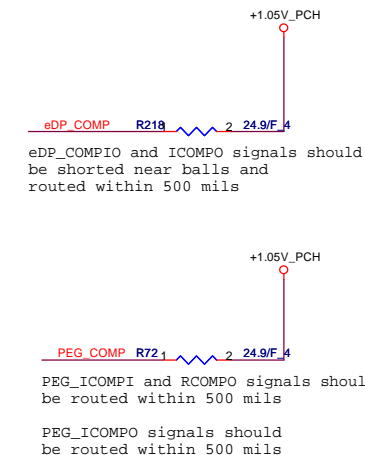 +1.05V_PCH
eDP_COMP R218 1 2 24.9/F_4
eDP_COMPIO and ICOMPO signals should
be shorted near balls and
routed within 500 mils
+1.05V_PCH
PEG_COMP R72 1 2 24.9/F_4
PEG_ICOMPI and RCOMPO signals shoul
be routed within 500 mils
PEG_ICOMPO signals should
be routed within 500 mils